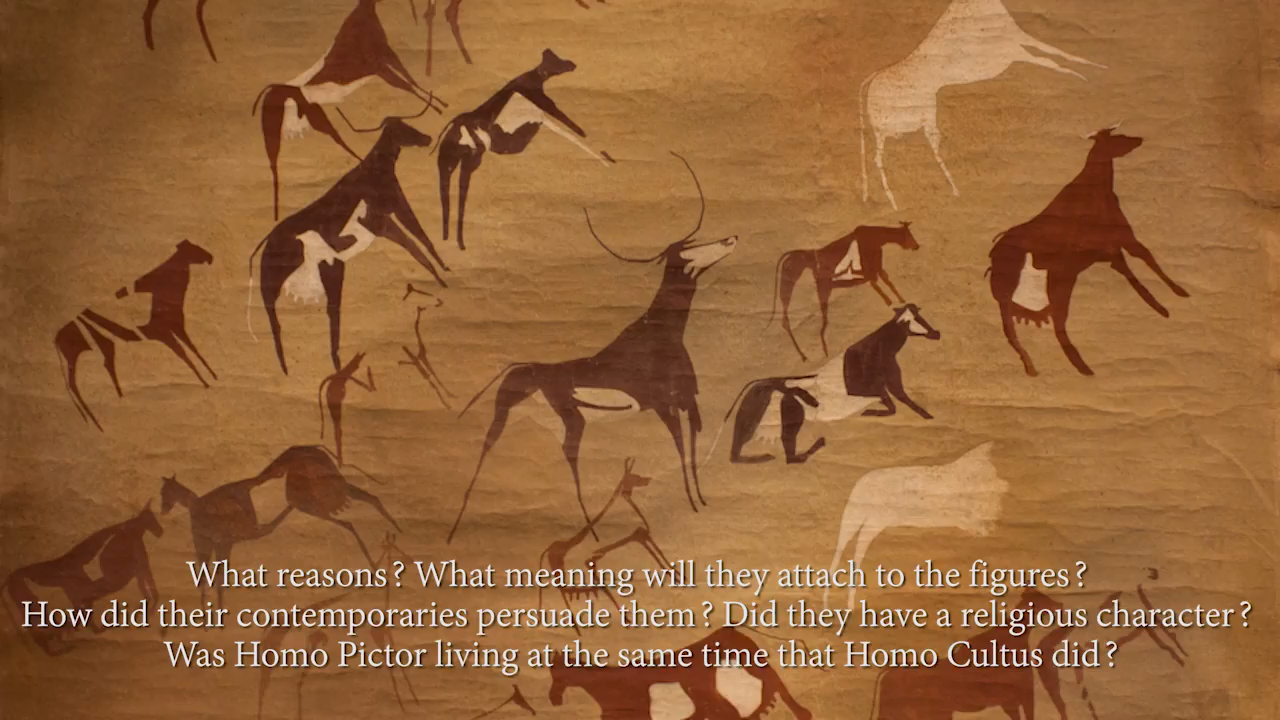 What reasons? What meaning will they attach to the figures?
How did their contemporaries persuade them? Did they have a religious character?
Was Homo Pictor living at the same time that Homo Cultus did?